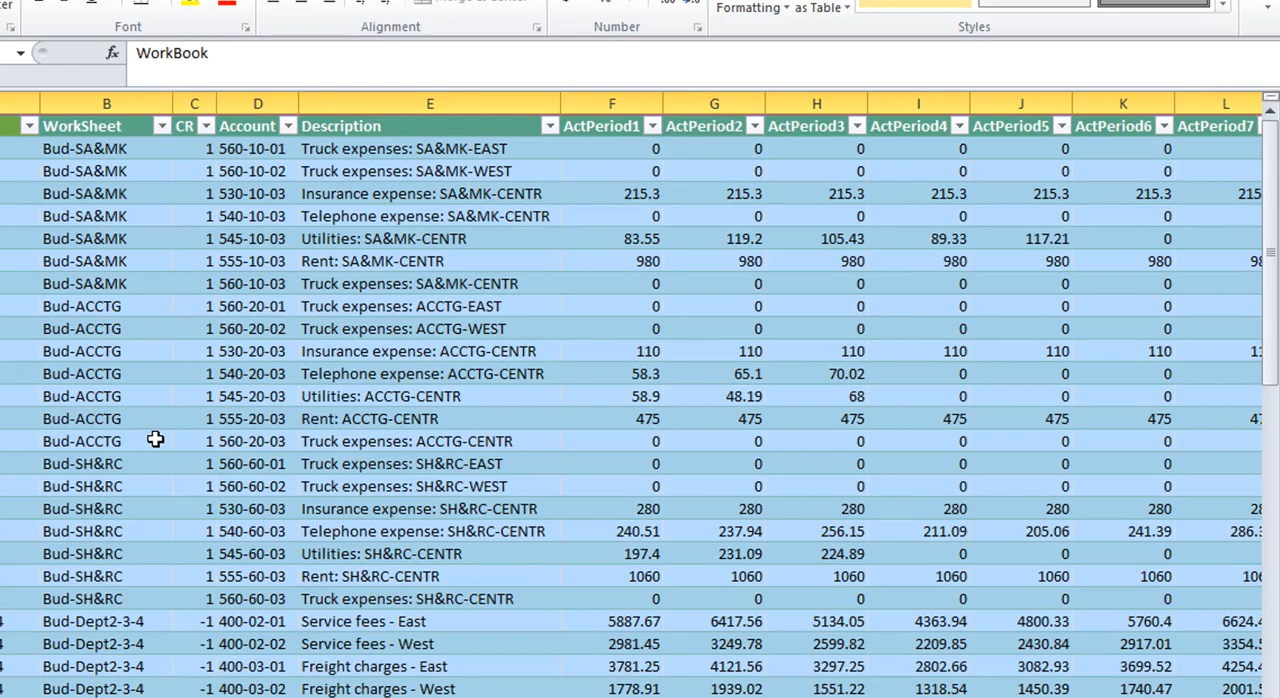 Font Alignment Number Formatting as Table Styles
fx WorkBook
B C D E F G H I J K L
WorkSheet CR Account Description ActPeriod1 ActPeriod2 ActPeriod3 ActPeriod4 ActPeriod5 ActPeriod6 ActPeriod7
Bud-SA&MK 1 560-10-01 Truck expenses: SA&MK-EAST 0 0 0 0 0 0
Bud-SA&MK 1 560-10-02 Truck expenses: SA&MK-WEST 0 0 0 0 0 0
Bud-SA&MK 1 530-10-03 Insurance expense: SA&MK-CENTR 215.3 215.3 215.3 215.3 215.3 215.3 215
Bud-SA&MK 1 540-10-03 Telephone expense: SA&MK-CENTR 0 0 0 0 0 0
Bud-SA&MK 1 545-10-03 Utilities: SA&MK-CENTR 83.55 119.2 105.43 89.33 117.21 0
Bud-SA&MK 1 555-10-03 Rent: SA&MK-CENTR 980 980 980 980 980 980 98
Bud-SA&MK 1 560-10-03 Truck expenses: SA&MK-CENTR 0 0 0 0 0 0
Bud-ACCTG 1 560-20-01 Truck expenses: ACCTG-EAST 0 0 0 0 0 0
Bud-ACCTG 1 560-20-02 Truck expenses: ACCTG-WEST 0 0 0 0 0 0
Bud-ACCTG 1 530-20-03 Insurance expense: ACCTG-CENTR 110 110 110 110 110 110 11
Bud-ACCTG 1 540-20-03 Telephone expense: ACCTG-CENTR 58.3 65.1 70.02 0 0 0
Bud-ACCTG 1 545-20-03 Utilities: ACCTG-CENTR 58.9 48.19 68 0 0 0
Bud-ACCTG 1 555-20-03 Rent: ACCTG-CENTR 475 475 475 475 475 475 47
Bud-ACCTG 1 560-20-03 Truck expenses: ACCTG-CENTR 0 0 0 0 0 0
Bud-SH&RC 1 560-60-01 Truck expenses: SH&RC-EAST 0 0 0 0 0 0
Bud-SH&RC 1 560-60-02 Truck expenses: SH&RC-WEST 0 0 0 0 0 0
Bud-SH&RC 1 530-60-03 Insurance expense: SH&RC-CENTR 280 280 280 280 280 280 28
Bud-SH&RC 1 540-60-03 Telephone expense: SH&RC-CENTR 240.51 237.94 256.15 211.09 205.06 241.39 286.3
Bud-SH&RC 1 545-60-03 Utilities: SH&RC-CENTR 197.4 231.09 224.89 0 0 0
Bud-SH&RC 1 555-60-03 Rent: SH&RC-CENTR 1060 1060 1060 1060 1060 1060 106
Bud-SH&RC 1 560-60-03 Truck expenses: SH&RC-CENTR 0 0 0 0 0 0
4 Bud-Dept2-3-4 -1 400-02-01 Service fees - East 5887.67 6417.56 5134.05 4363.94 4800.33 5760.4 6624.4
4 Bud-Dept2-3-4 -1 400-02-02 Service fees - West 2981.45 3249.78 2599.82 2209.85 2430.84 2917.01 3354.5
4 Bud-Dept2-3-4 -1 400-03-01 Freight charges - East 3781.25 4121.56 3297.25 2802.66 3082.93 3699.52 4254.4
4 Bud-Dept2-3-4 -1 400-03-02 Freight charges - West 1778.91 1939.02 1551.22 1318.54 1450.39 1740.47 2001.5